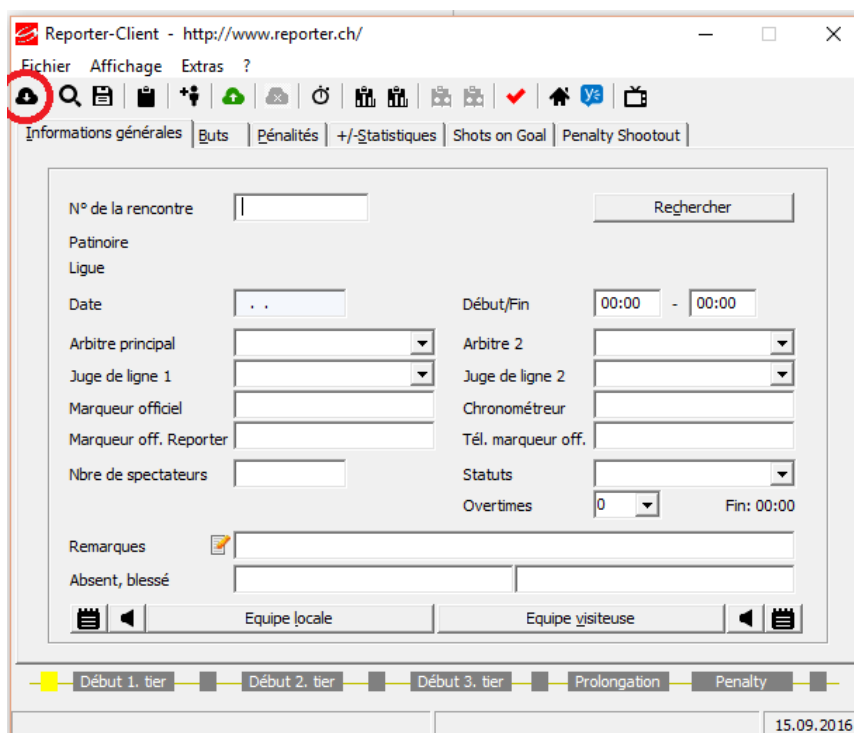 Reporter-Client - http://www.reporter.ch/
Fichier Affichage Extras ?
Informations générales Buts Pénalités +/-Statistiques Shots on Goal Penalty Shootout
N° de la rencontre Rechercher
Patinoire
Ligue
Date . . Début/Fin 00:00 - 00:00
Arbitre principal Arbitre 2
Juge de ligne 1 Juge de ligne 2
Marqueur officiel Chronométreur
Marqueur off. Reporter Tél. marqueur off.
Nbre de spectateurs Statuts
Overtimes 0 Fin: 00:00
Remarques
Absent, blessé
Equipe locale Equipe visiteuse
Début 1. tier Début 2. tier Début 3. tier Prolongation Penalty
15.09.2016